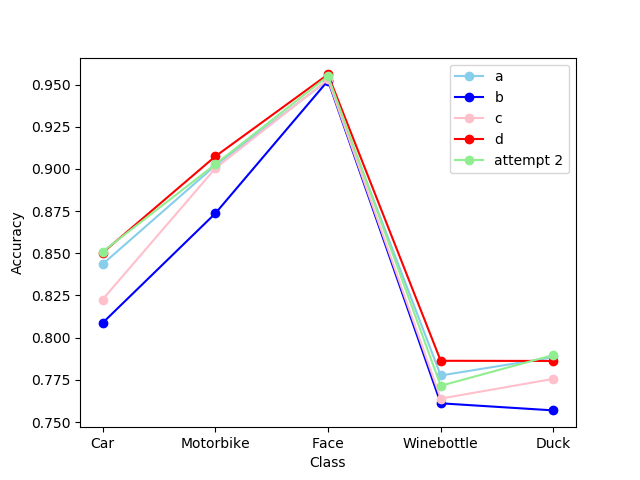 a
b
c
d
attempt 2
0.950
0.925
0.900
0.875
0.850
0.825
0.800
0.775
0.750
Accuracy
Car Motorbike Face Winebottle Duck
Class